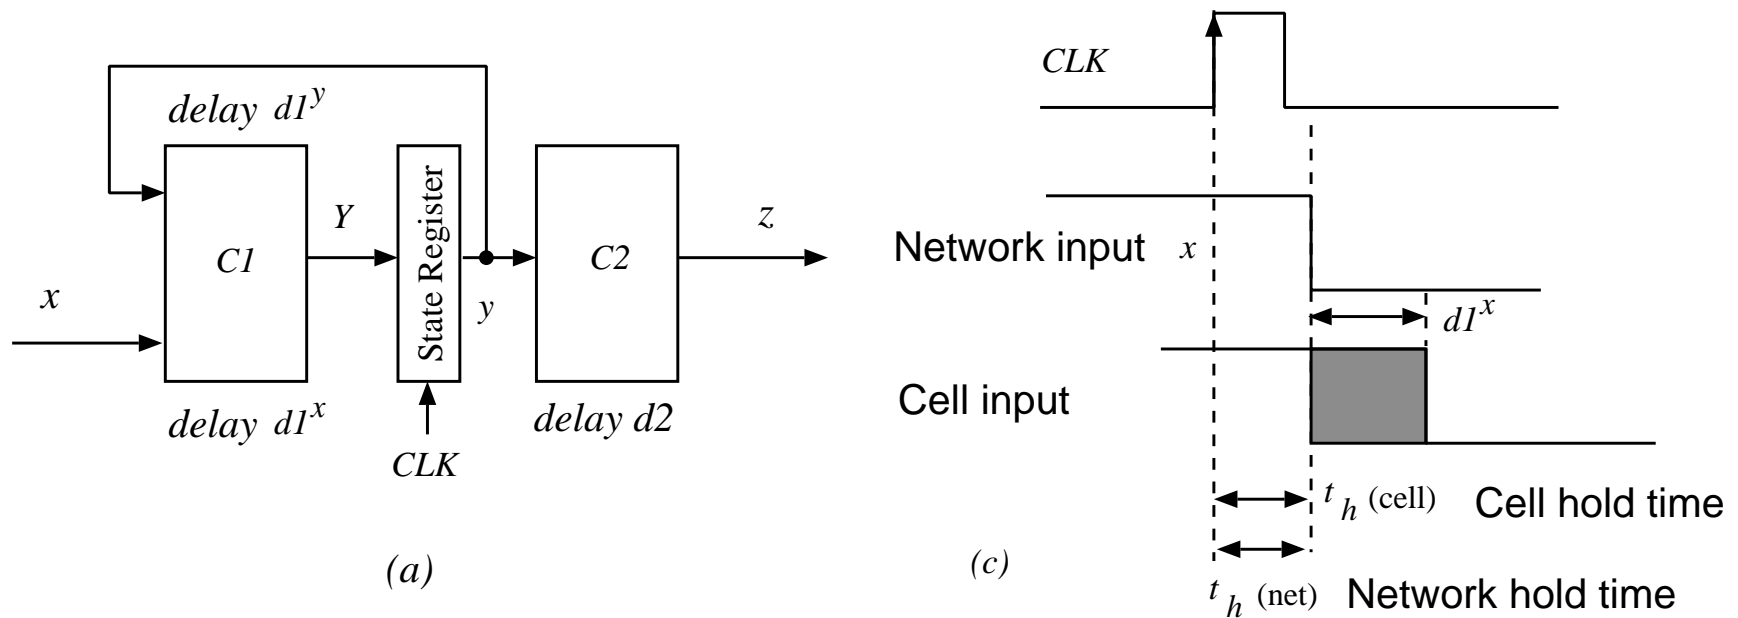 delay d1^y
C1
Y
State Register
y
C2
z
x
delay d1^x
CLK
delay d2
(a)
CLK
Network input x
d1^x
Cell input
t_h (cell) Cell hold time
t_h (net) Network hold time
(c)